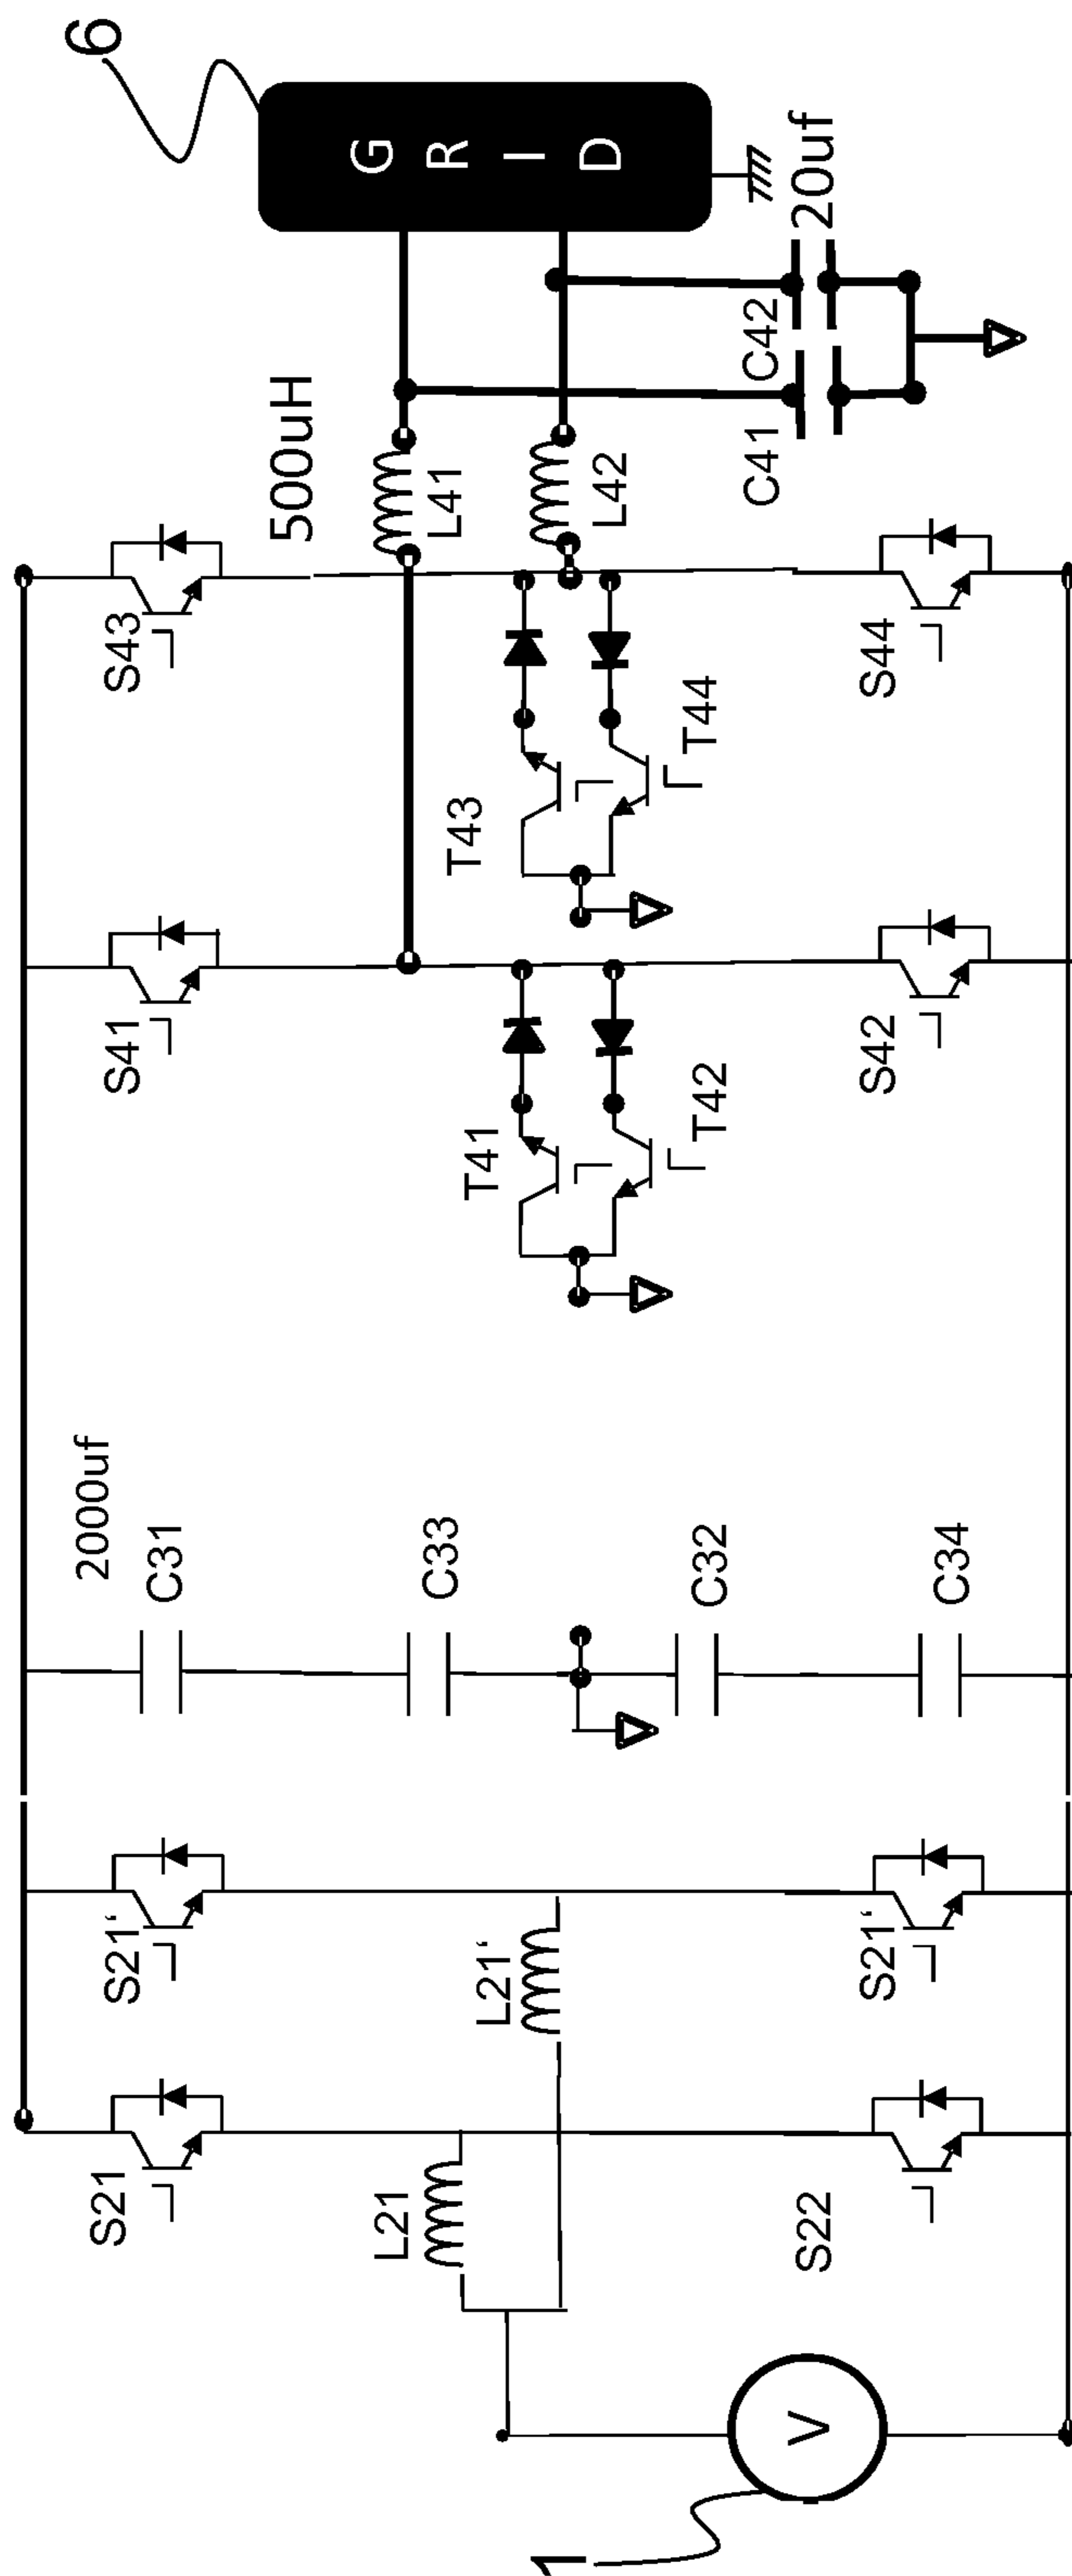 6
G
R
I
D
500uH
L41
L42
C41
C42
20uf
S43
S44
T43
T44
S41
S42
T41
T42
2000uf
C31
C33
C32
C34
S21‘
S21‘
L21‘
S21
L21
S22
V
1